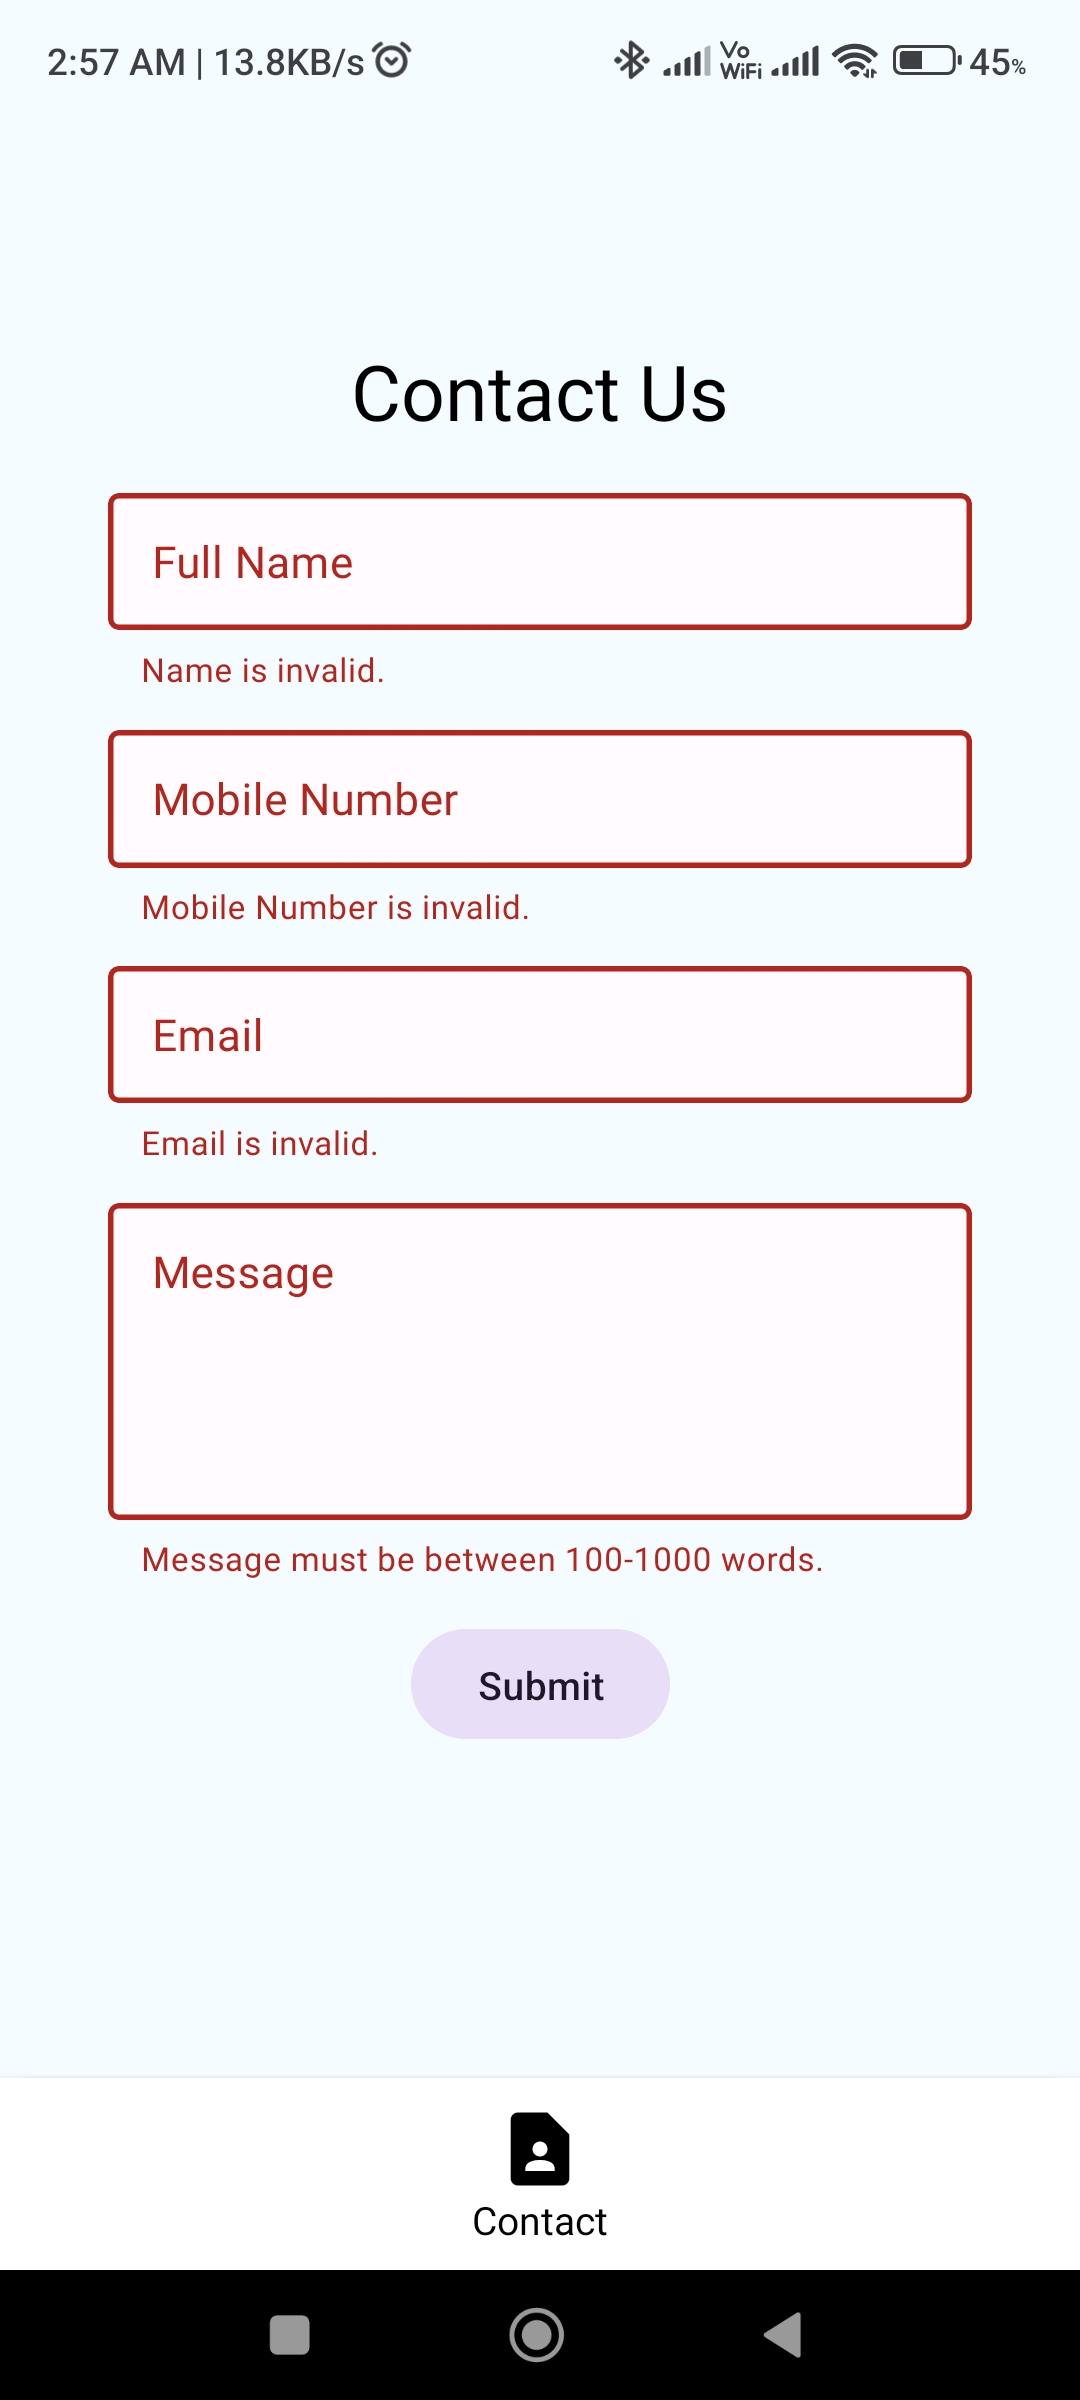 2:57 AM | 13.8KB/s Vo WiFi 45%
Contact Us
Full Name
Name is invalid.
Mobile Number
Mobile Number is invalid.
Email
Email is invalid.
Message
Message must be between 100-1000 words.
Submit
Contact